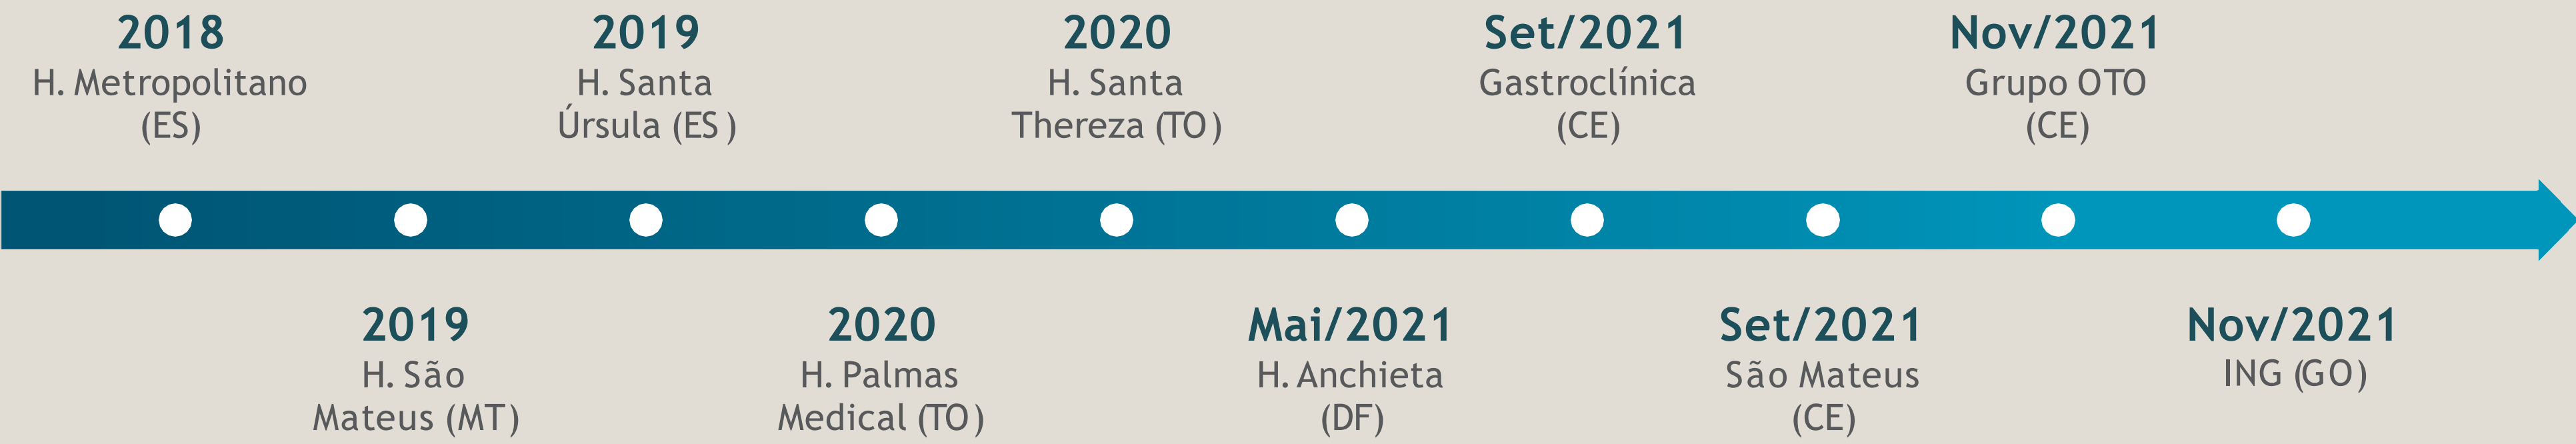 2018
H. Metropolitano
(ES)
2019
H. Santa
Úrsula (ES)
2020
H. Santa
Thereza (TO)
Set/2021
Gastroclínica
(CE)
Nov/2021
Grupo OTO
(CE)
2019
H. São
Mateus (MT)
2020
H. Palmas
Medical (TO)
Mai/2021
H. Anchieta
(DF)
Set/2021
São Mateus
(CE)
Nov/2021
ING (GO)